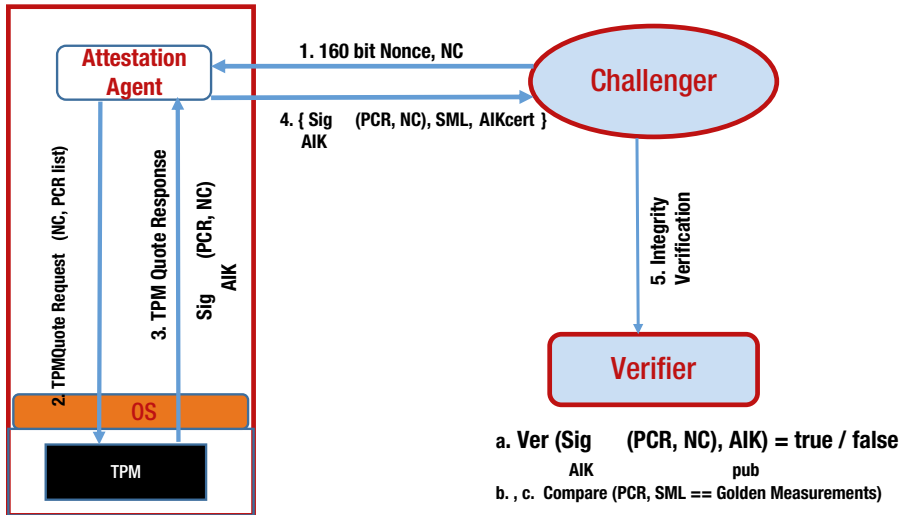 Attestation
Agent
1. 160 bit Nonce, NC
Challenger
4. { Sig (PCR, NC), SML, AIKcert }
AIK
2. TPMQuote Request (NC, PCR list)
3. TPM Quote Response
Sig (PCR, NC)
AIK
5. Integrity
Verification
Verifier
OS
TPM
a. Ver (Sig (PCR, NC), AIK) = true / false
AIK pub
b. , c. Compare (PCR, SML == Golden Measurements)